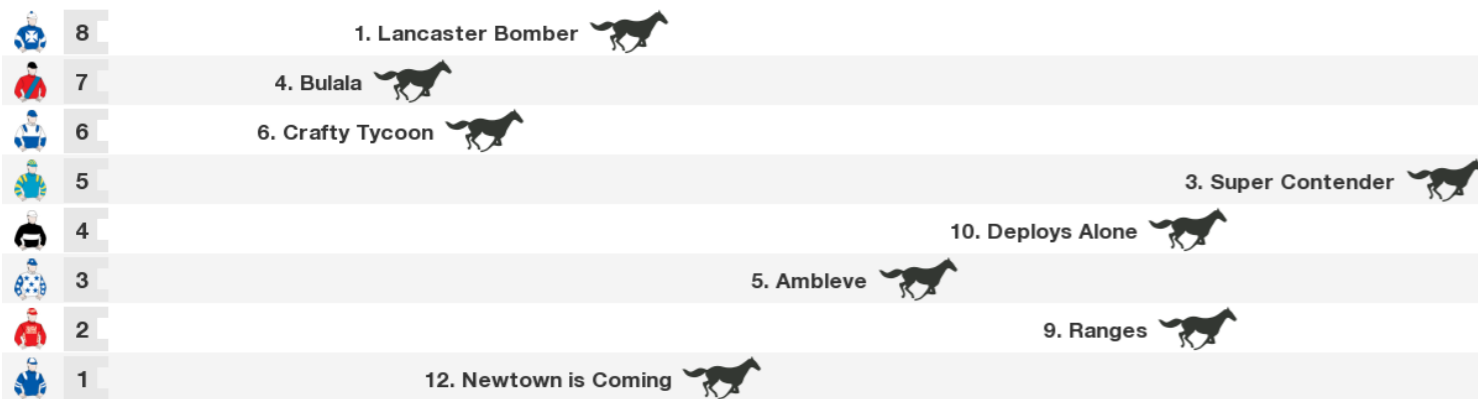 8 1. Lancaster Bomber
7 4. Bulala
6 6. Crafty Tycoon
5 3. Super Contender
4 10. Deploys Alone
3 5. Ambleve
2 9. Ranges
1 12. Newtown is Coming